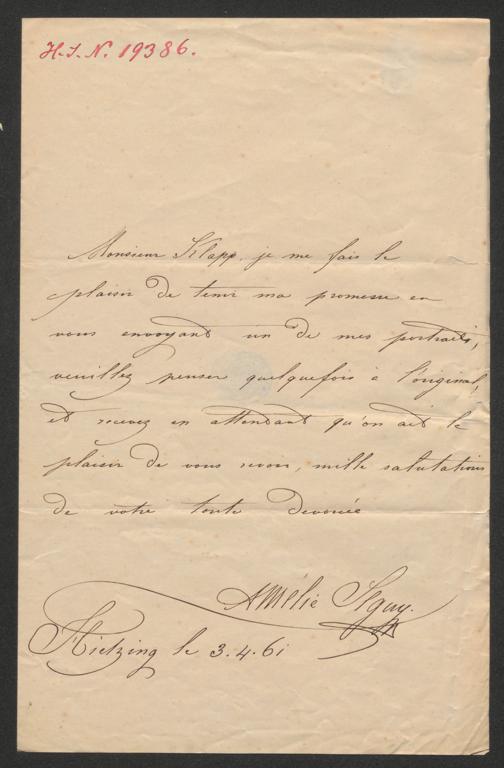 H.I.N. 19386.
Monsieur Klapp, je me fais le
plaisir de tenir ma promesse en
vous envoyant un de mes portraits,
veuillez penser quelquefois à l'original,
et recevez en attendant qu'on ait le
plaisir de vous revoir, mille salutations
de votre toute dévouée
Amélie
Hietzing le 3.4.61